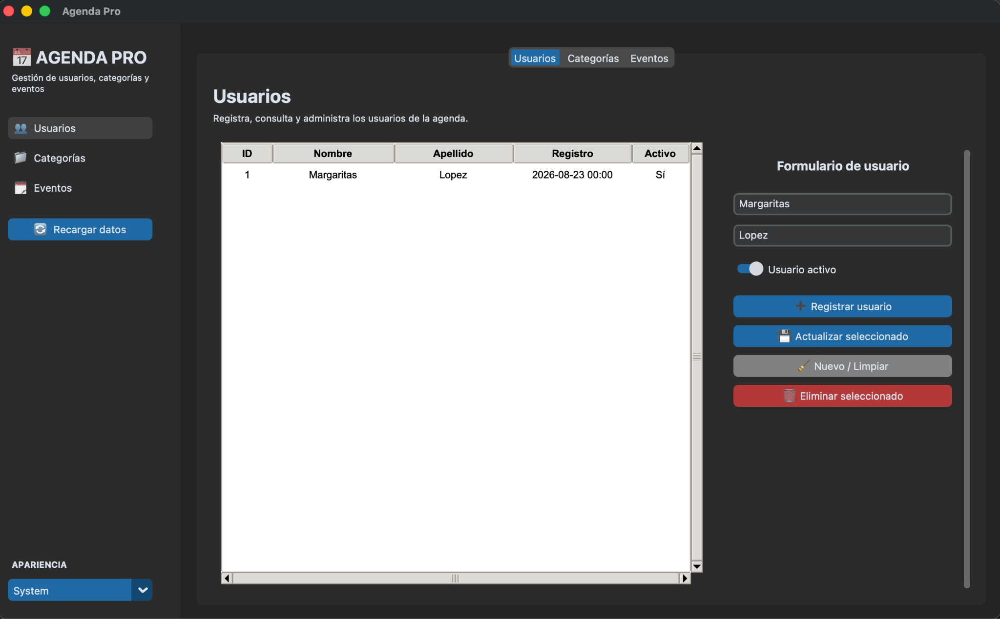 Agenda Pro
JUL
17
AGENDA PRO
Gestión de usuarios, categorías y
eventos
Usuarios
Categorías
Eventos
Recargar datos
APARIENCIA
System
Usuarios Categorías Eventos
Usuarios
Registra, consulta y administra los usuarios de la agenda.
ID Nombre Apellido Registro Activo
1 Margaritas Lopez 2026-08-23 00:00 Sí
Formulario de usuario
Margaritas
Lopez
Usuario activo
Registrar usuario
Actualizar seleccionado
Nuevo / Limpiar
Eliminar seleccionado